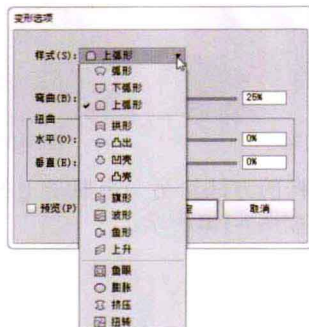 变形选项
样式(S): 上弧形
弧形
下弧形
弯曲(B): 上弧形 25%
扭曲
拱形
水平(O): 凸出 0%
凹壳
垂直(E): 凸壳 0%
旗形
预览(P) 波形 定 取消
鱼形
上升
鱼眼
膨胀
挤压
扭转